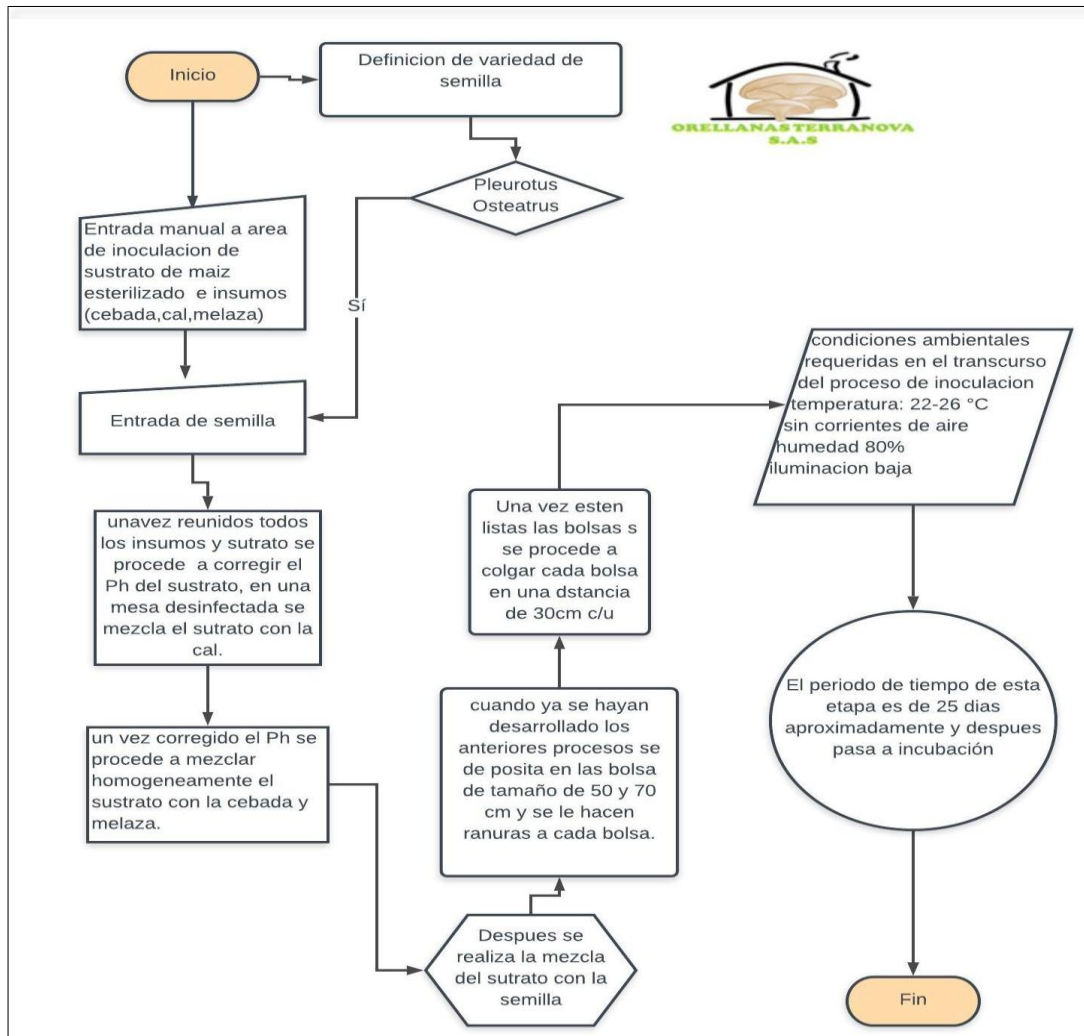 Inicio
Definicion de variedad de
semilla
ORELLANAS TERRANOVA
S.A.S
Pleurotus
Osteatrus
Entrada manual a area
de inoculacion de
sustrato de maiz
esterilizado e insumos
(cebada,cal,melaza)
Sí
Entrada de semilla
unavez reunidos todos
los insumos y sutrato se
procede a corregir el
Ph del sustrato, en una
mesa desinfectada se
mezcla el sutrato con la
cal.
un vez corregido el Ph se
procede a mezclar
homogeneamente el
sustrato con la cebada y
melaza.
Despues se
realiza la mezcla
del sutrato con la
semilla
cuando ya se hayan
desarrollado los
anteriores procesos se
de posita en las bolsa
de tamaño de 50 y 70
cm y se le hacen
ranuras a cada bolsa.
Una vez esten
listas las bolsas s
se procede a
colgar cada bolsa
en una dstancia
de 30cm c/u
condiciones ambientales
requeridas en el transcurso
del proceso de inoculacion
temperatura: 22-26 °C
sin corrientes de aire
humedad 80%
iluminacion baja
El periodo de tiempo de esta
etapa es de 25 dias
aproximadamente y despues
pasa a incubación
Fin